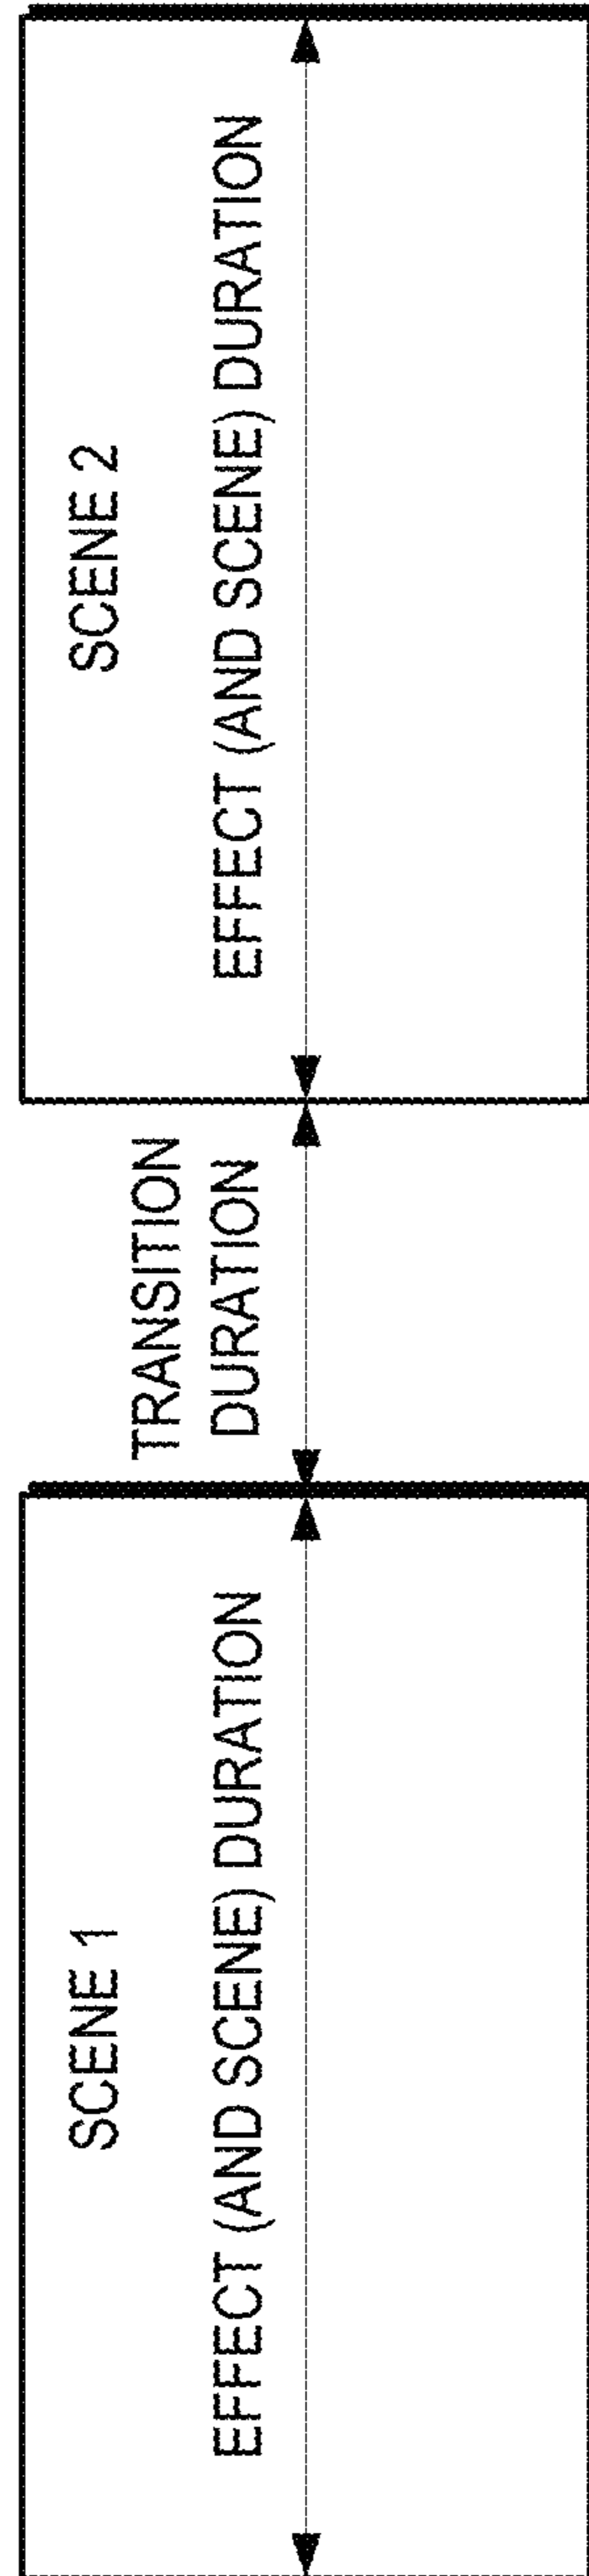 SCENE 1
EFFECT (AND SCENE) DURATION
TRANSITION
DURATION
SCENE 2
EFFECT (AND SCENE) DURATION